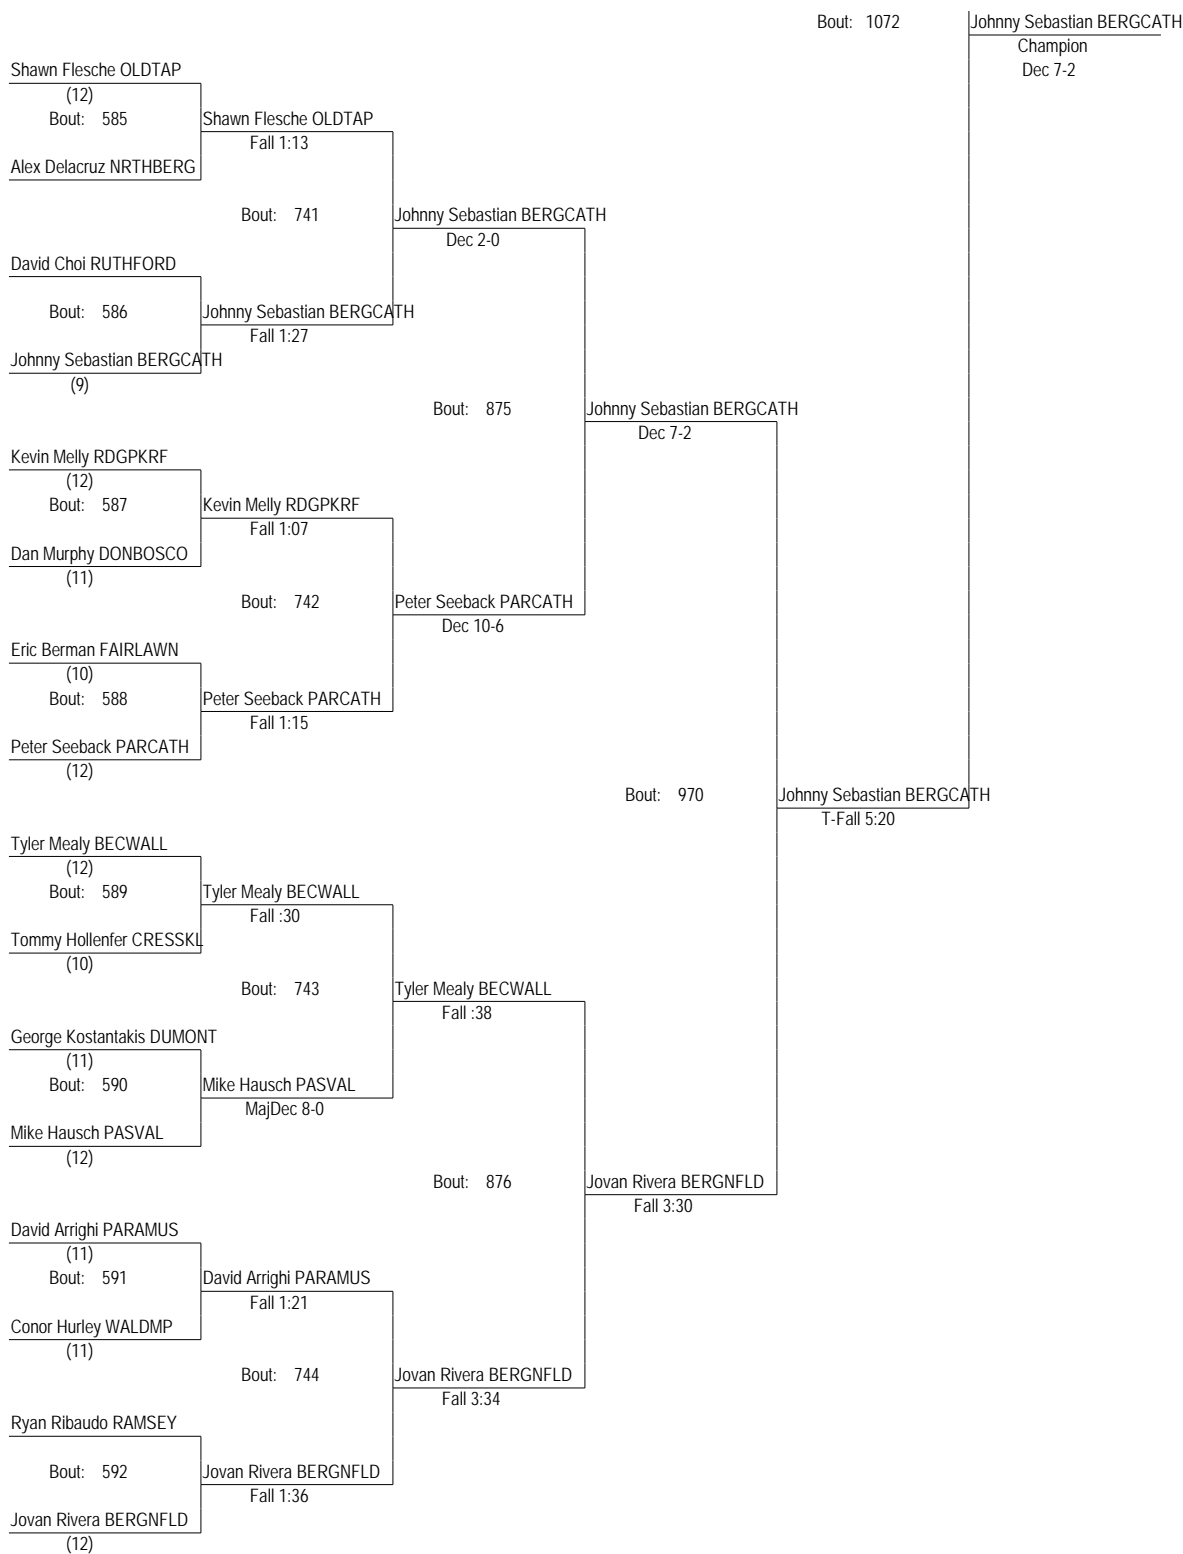 Bout: 1072 Johnny Sebastian BERGCATH
Champion
Shawn Flesche OLDTAP Dec 7-2
(12)
Bout: 585 Shawn Flesche OLDTAP
Fall 1:13
Alex Delacruz NRTHBERG
Bout: 741 Johnny Sebastian BERGCATH
Dec 2-0
David Choi RUTHFORD
Bout: 586 Johnny Sebastian BERGCATH
Fall 1:27
Johnny Sebastian BERGCATH
(9)
Bout: 875 Johnny Sebastian BERGCATH
Dec 7-2
Kevin Melly RDGPKRF
(12)
Bout: 587 Kevin Melly RDGPKRF
Fall 1:07
Dan Murphy DONBOSCO
(11)
Bout: 742 Peter Seeback PARCATH
Dec 10-6
Eric Berman FAIRLAWN
(10)
Bout: 588 Peter Seeback PARCATH
Fall 1:15
Peter Seeback PARCATH
(12)
Bout: 970 Johnny Sebastian BERGCATH
T-Fall 5:20
Tyler Mealy BECWALL
(12)
Bout: 589 Tyler Mealy BECWALL
Fall :30
Tommy Hollenfer CRESSKL
(10)
Bout: 743 Tyler Mealy BECWALL
Fall :38
George Kostantakis DUMONT
(11)
Bout: 590 Mike Hausch PASVAL
MajDec 8-0
Mike Hausch PASVAL
(12)
Bout: 876 Jovan Rivera BERGNFLD
Fall 3:30
David Arrighi PARAMUS
(11)
Bout: 591 David Arrighi PARAMUS
Fall 1:21
Conor Hurley WALDMP
(11)
Bout: 744 Jovan Rivera BERGNFLD
Fall 3:34
Ryan Ribaudo RAMSEY
Bout: 592 Jovan Rivera BERGNFLD
Fall 1:36
Jovan Rivera BERGNFLD
(12)